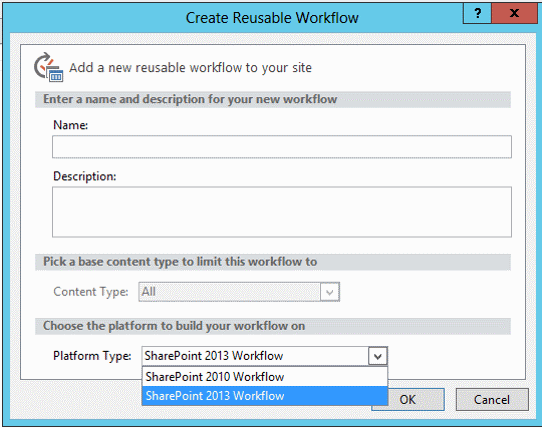 Create Reusable Workflow
? x
Add a new reusable workflow to your site
Enter a name and description for your new workflow
Name:
Description:
Pick a base content type to limit this workflow to
Content Type: All
Choose the platform to build your workflow on
Platform Type: SharePoint 2013 Workflow
SharePoint 2010 Workflow
SharePoint 2013 Workflow
OK Cancel